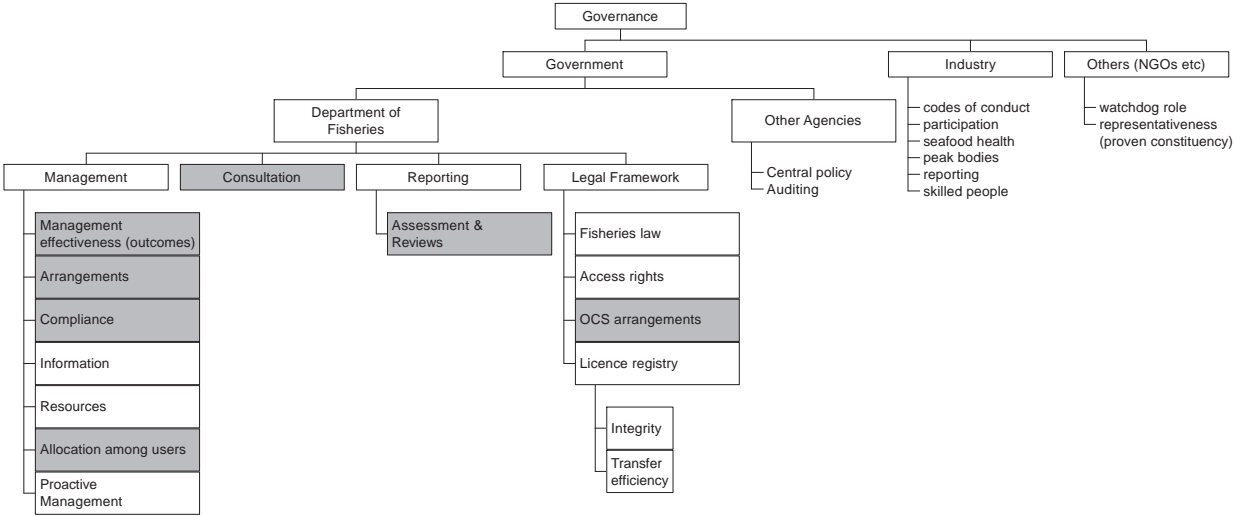 Governance
Government
Industry
Others (NGOs etc)
Department of
Fisheries
Other Agencies
codes of conduct
participation
seafood health
peak bodies
reporting
skilled people
watchdog role
representativeness
(proven constituency)
Central policy
Auditing
Management
Consultation
Reporting
Legal Framework
Management
effectiveness (outcomes)
Arrangements
Compliance
Information
Resources
Allocation among users
Proactive
Management
Assessment &
Reviews
Fisheries law
Access rights
OCS arrangements
Licence registry
Integrity
Transfer
efficiency